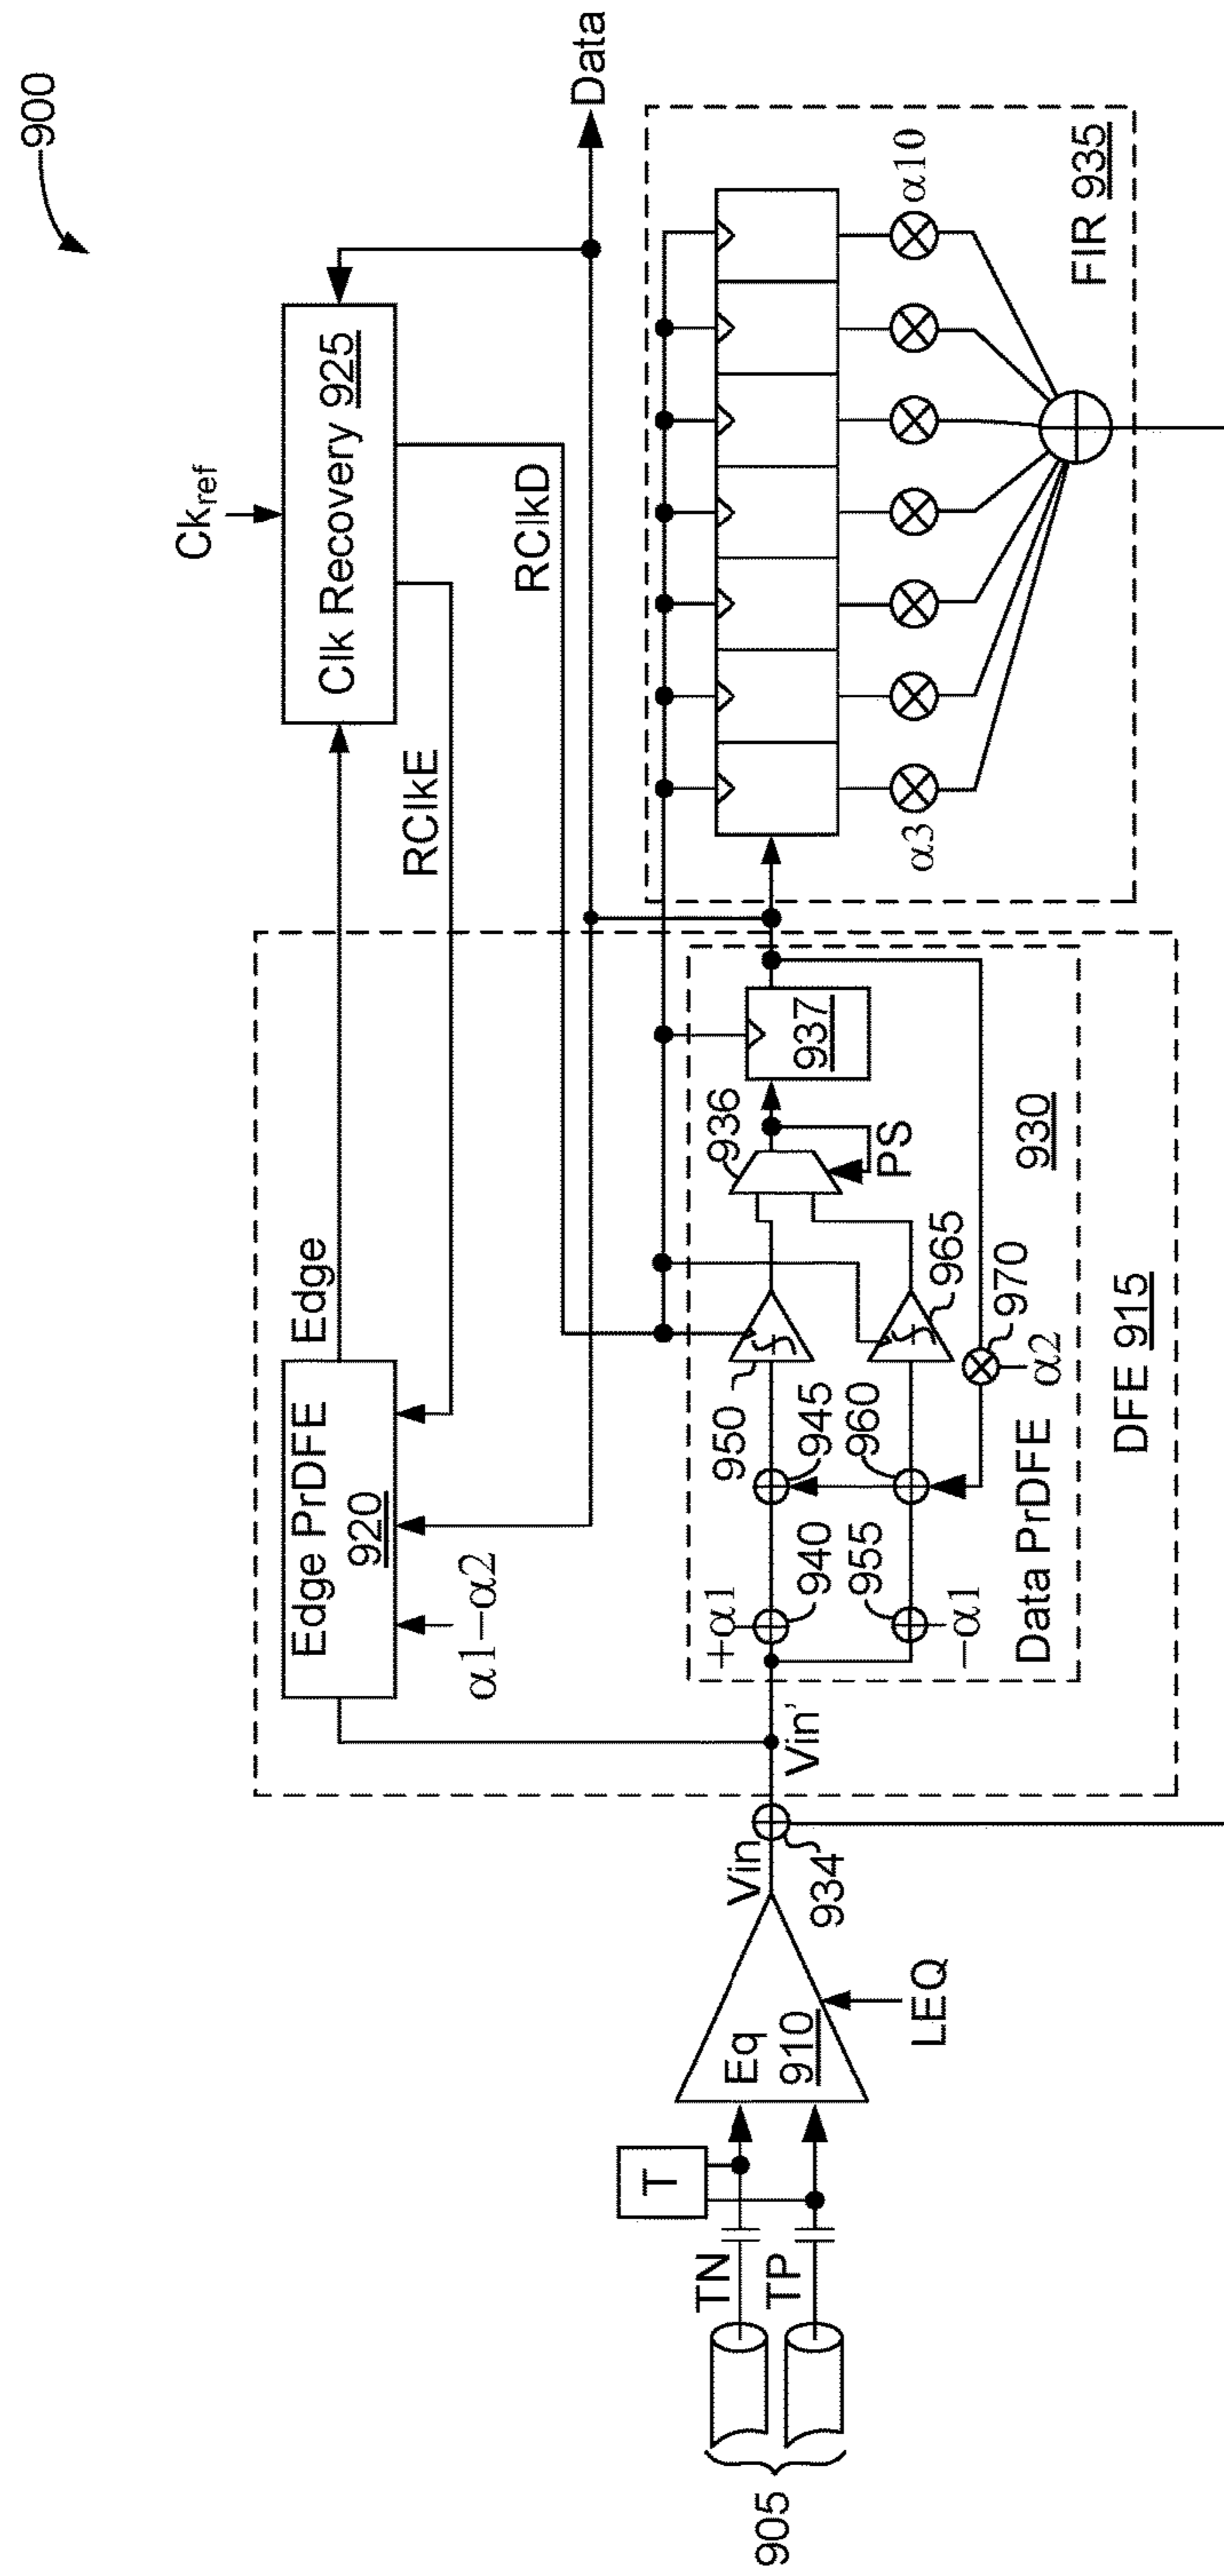 900
Ckref
Clk Recovery 925
Data
RClkE
RClkD
Edge
Edge PrDFE
920
α1–α2
FIR 935
α3
α10
936
937
PS
930
950
945
960
965
970
α2
+α1
940
955
–α1
Data PrDFE
DFE 915
Vin'
Vin
934
Eq
910
LEQ
T
TN
TP
905